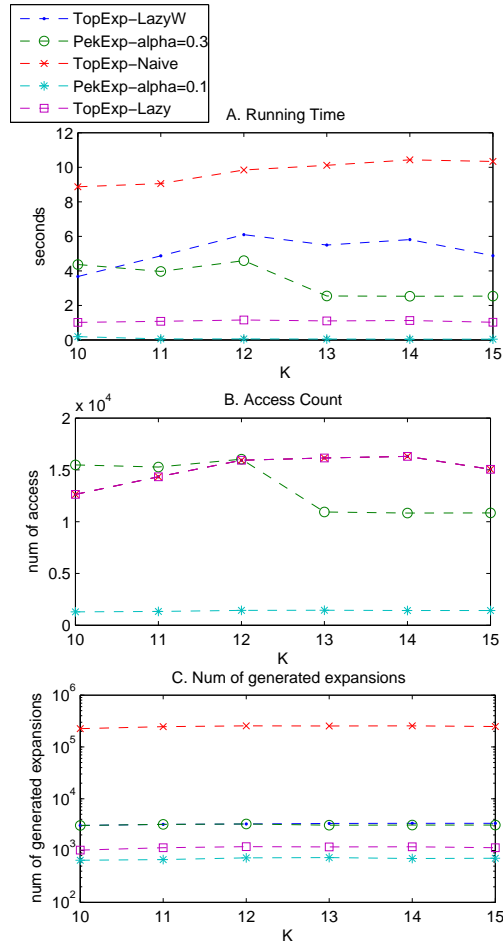 TopExp-LazyW
PekExp-alpha=0.3
TopExp-Naive
PekExp-alpha=0.1
TopExp-Lazy
A. Running Time
12
10
8
6
4
2
0
seconds
10 11 12 13 14 15
K
B. Access Count
x 10^4
2
1.5
1
0.5
0
num of access
10 11 12 13 14 15
K
C. Num of generated expansions
10^6
10^5
10^4
10^3
10^2
num of generated expansions
10 11 12 13 14 15
K